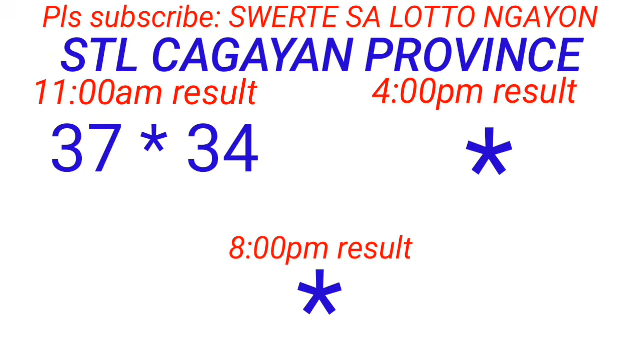 Pls subscribe: SWERTE SA LOTTO NGAYON
STL CAGAYAN PROVINCE
11:00am result
37 * 34
4:00pm result
*
8:00pm result
*